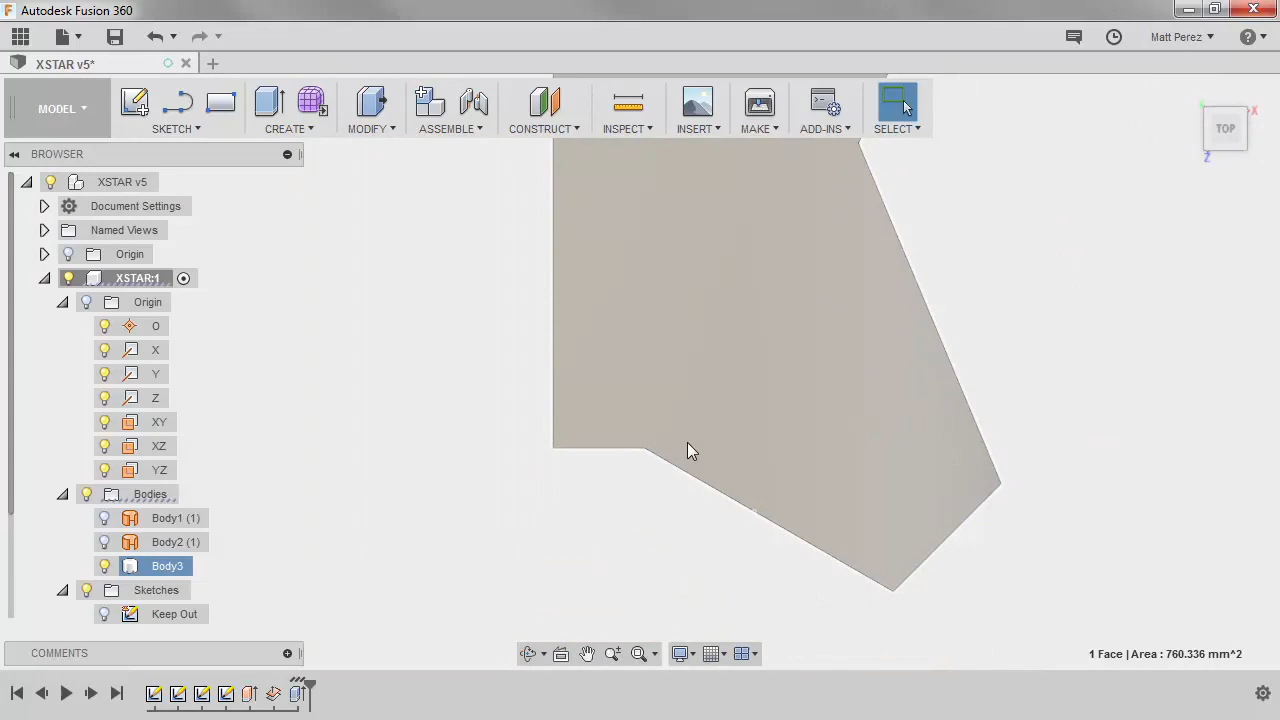 Autodesk Fusion 360
Matt Perez
XSTAR v5*
MODEL
SKETCH
CREATE
MODIFY
ASSEMBLE
CONSTRUCT
INSPECT
INSERT
MAKE
ADD-INS
SELECT
TOP
X
Z
BROWSER
XSTAR v5
Document Settings
Named Views
Origin
XSTAR:1
Origin
O
X
Y
Z
XY
XZ
YZ
Bodies
Body1 (1)
Body2 (1)
Body3
Sketches
Keep Out
COMMENTS
1 Face | Area : 760.336 mm^2